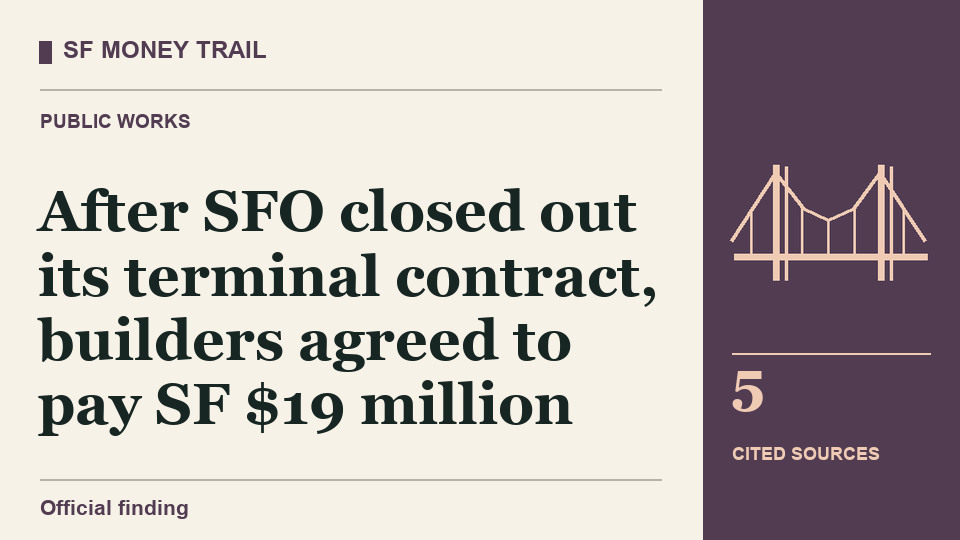 SF MONEY TRAIL
PUBLIC WORKS
After SFO closed out
its terminal contract,
builders agreed to
pay SF $19 million
Official finding
5
CITED SOURCES